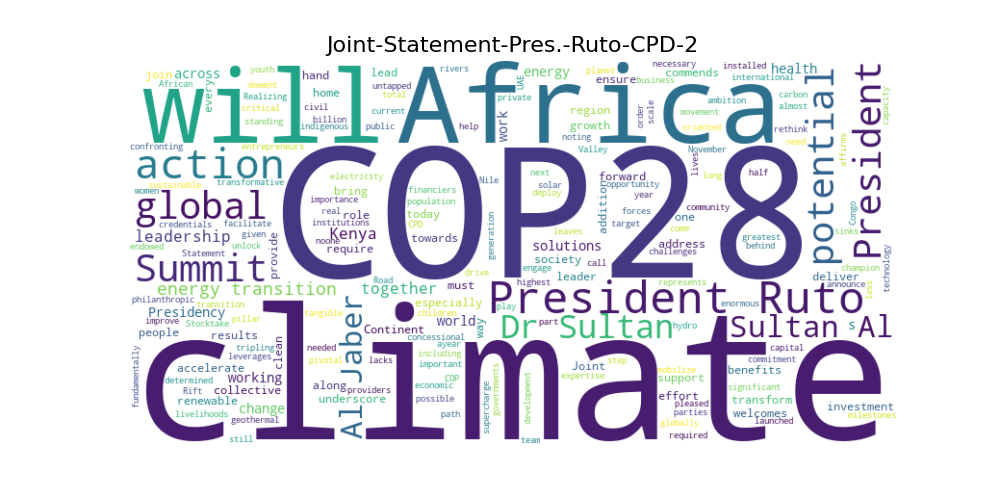 Joint-Statement-Pres.-Ruto-CPD-2
join across
African
youth
moment
Realizing
critical
standing
every
hand
home
civil
billion
indigenous
untapped
total
current
public
lead
rivers
help
UAE
energy
private
work
noting
planet
ensure
business
region
growth
Valley
necessary
commends
order
scale
movement
oriented
November
installed
international
ambition
health
carbon
almost
rethink
need
potential
affirms
President
capacity
will Africa
confronting
entrepreneurs
action
sustainable
transformative
women
global
credentials
facilitate
leadership
given
Statement
unlock
endowed
provide
Summit
energy transition
COP28
electricity
bring
importance
real
role
institutions
Kenya
noone
require
financiers
population
today
CPD
towards
Nile
generation
next
solar
deploy
leaves
solutions
society
engage
call
highest
leader
addition
forward
opportunity
year
forces
target
one
community
address
challenges
lives
long
come
half
greatest
behind
represents
Congo
sinks
deliver
champion
announce
less
technology
philanthropic
transition
Presidency
Stocktake
pillar
tangible
improve
people
results
tripling
fundamentally
leverages
accelerate
determined
Rift
working
renewable
collective
livelihoods
change
geothermal
still
clean
Road
together
must
drive
especially
children
Continent
world
way
concessional
needed
pivotal
lacks
including
ayear
important
COP
along
providers
economic
underscore
possible
path
Al Jaber
President Ruto
play
enormous
Dr Sultan
hydro
Sultan Al
s
part
Joint
step
expertise
mobilize
capital
commitment
benefits
support
significant
effort
transform
pleased
parties
welcomes
launched
globally
required
investment
milestones
supercharge
governments
development
team
climate